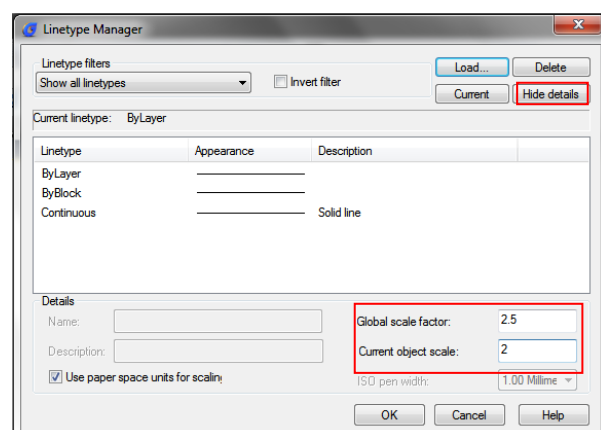 Linetype Manager
Linetype filters
Show all linetypes
Invert filter
Load...
Delete
Current
Hide details
Current linetype: ByLayer
Linetype Appearance Description
ByLayer
ByBlock
Continuous Solid line
Details
Name:
Global scale factor: 2.5
Description:
Current object scale: 2
Use paper space units for scaling
ISO pen width: 1.00 Millime
OK Cancel Help